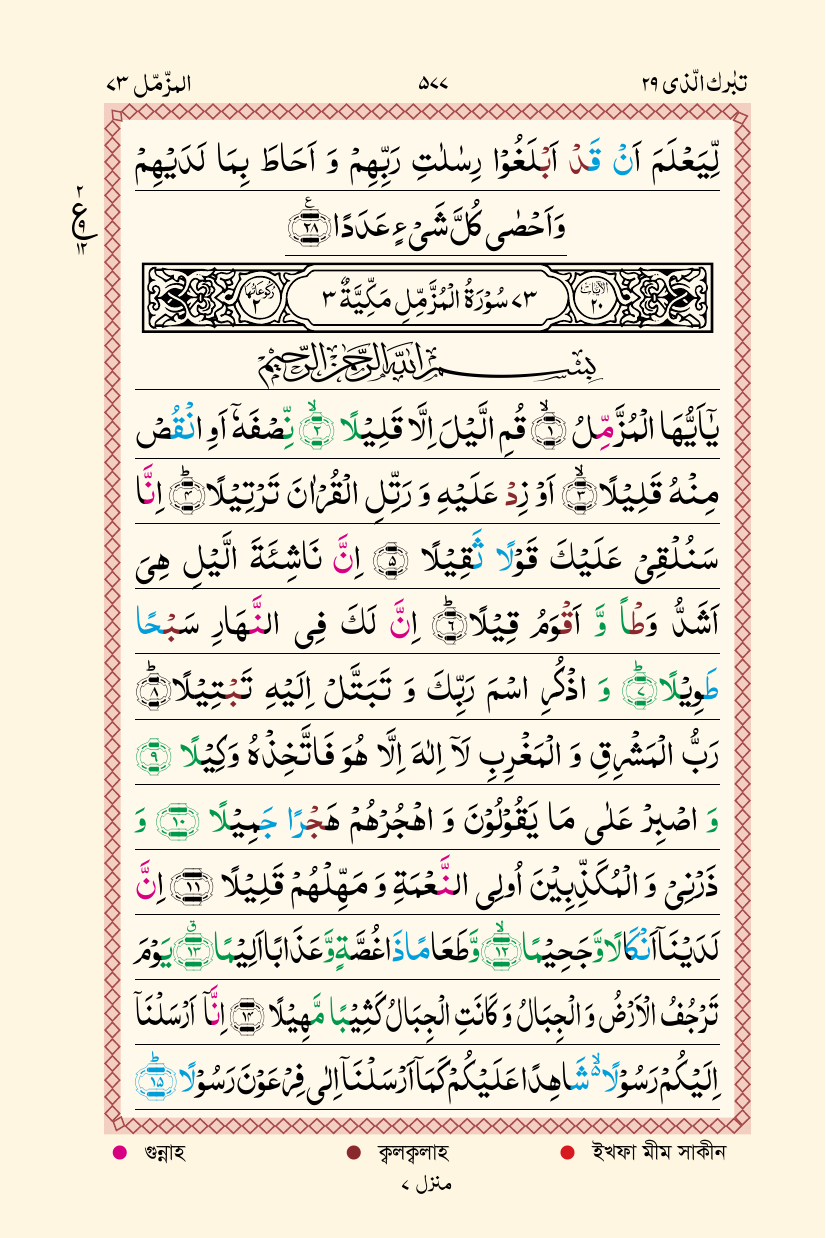 تبٰرك الّذى ٢٩
٥٧٧
المزّمّل ٧٣
لِّيَعْلَمَ اَنْ قَدْ اَبْلَغُوْا رِسٰلٰتِ رَبِّهِمْ وَ اَحَاطَ بِمَا لَدَيْهِمْ
وَاَحْصٰى كُلَّ شَىْءٍ عَدَدًا ع ٢٨
٢
ع
٩
١٢
الآیاتہا ٢٠
٧٣ سُوْرَةُ الْمُزَّمِّلِ مَكِّيَّةٌ ٣
رکوعاتہا ٢
بِسْمِ اللّٰهِ الرَّحْمٰنِ الرَّحِيْمِ
يٰٓاَيُّهَا الْمُزَّمِّلُ ۙ ١ قُمِ الَّيْلَ اِلَّا قَلِيْلًا ۙ ٢ نِّصْفَهٗۤ اَوِ انْقُصْ
مِنْهُ قَلِيْلًا ۙ ٣ اَوْ زِدْ عَلَيْهِ وَ رَتِّلِ الْقُرْاٰنَ تَرْتِيْلًا ؕ ٤ اِنَّا
سَنُلْقِىْ عَلَيْكَ قَوْلًا ثَقِيْلًا ٥ اِنَّ نَاشِئَةَ الَّيْلِ هِىَ
اَشَدُّ وَطْاً وَّ اَقْوَمُ قِيْلًا ؕ ٦ اِنَّ لَكَ فِى النَّهَارِ سَبْحًا
طَوِيْلًا ؕ ٧ وَ اذْكُرِ اسْمَ رَبِّكَ وَ تَبَتَّلْ اِلَيْهِ تَبْتِيْلًا ؕ ٨
رَبُّ الْمَشْرِقِ وَ الْمَغْرِبِ لَاۤ اِلٰهَ اِلَّا هُوَ فَاتَّخِذْهُ وَكِيْلًا ٩
وَ اصْبِرْ عَلٰى مَا يَقُوْلُوْنَ وَ اهْجُرْهُمْ هَجْرًا جَمِيْلًا ١٠ وَ
ذَرْنِىْ وَ الْمُكَذِّبِيْنَ اُولِى النَّعْمَةِ وَ مَهِّلْهُمْ قَلِيْلًا ١١ اِنَّ
لَدَيْنَاۤ اَنْكَالًا وَّ جَحِيْمًا ۙ ١٢ وَّ طَعَامًا ذَا غُصَّةٍ وَّ عَذَابًا اَلِيْمًا ۗ ١٣ يَوْمَ
تَرْجُفُ الْاَرْضُ وَ الْجِبَالُ وَ كَانَتِ الْجِبَالُ كَثِيْبًا مَّهِيْلًا ١٤ اِنَّاۤ اَرْسَلْنَاۤ
اِلَيْكُمْ رَسُوْلًا ۙ۬ شَاهِدًا عَلَيْكُمْ كَمَاۤ اَرْسَلْنَاۤ اِلٰى فِرْعَوْنَ رَسُوْلًا ؕ ١٥
গুন্নাহ ক্বলক্বলাহ ইখফা মীম সাকীন
منزل ٧